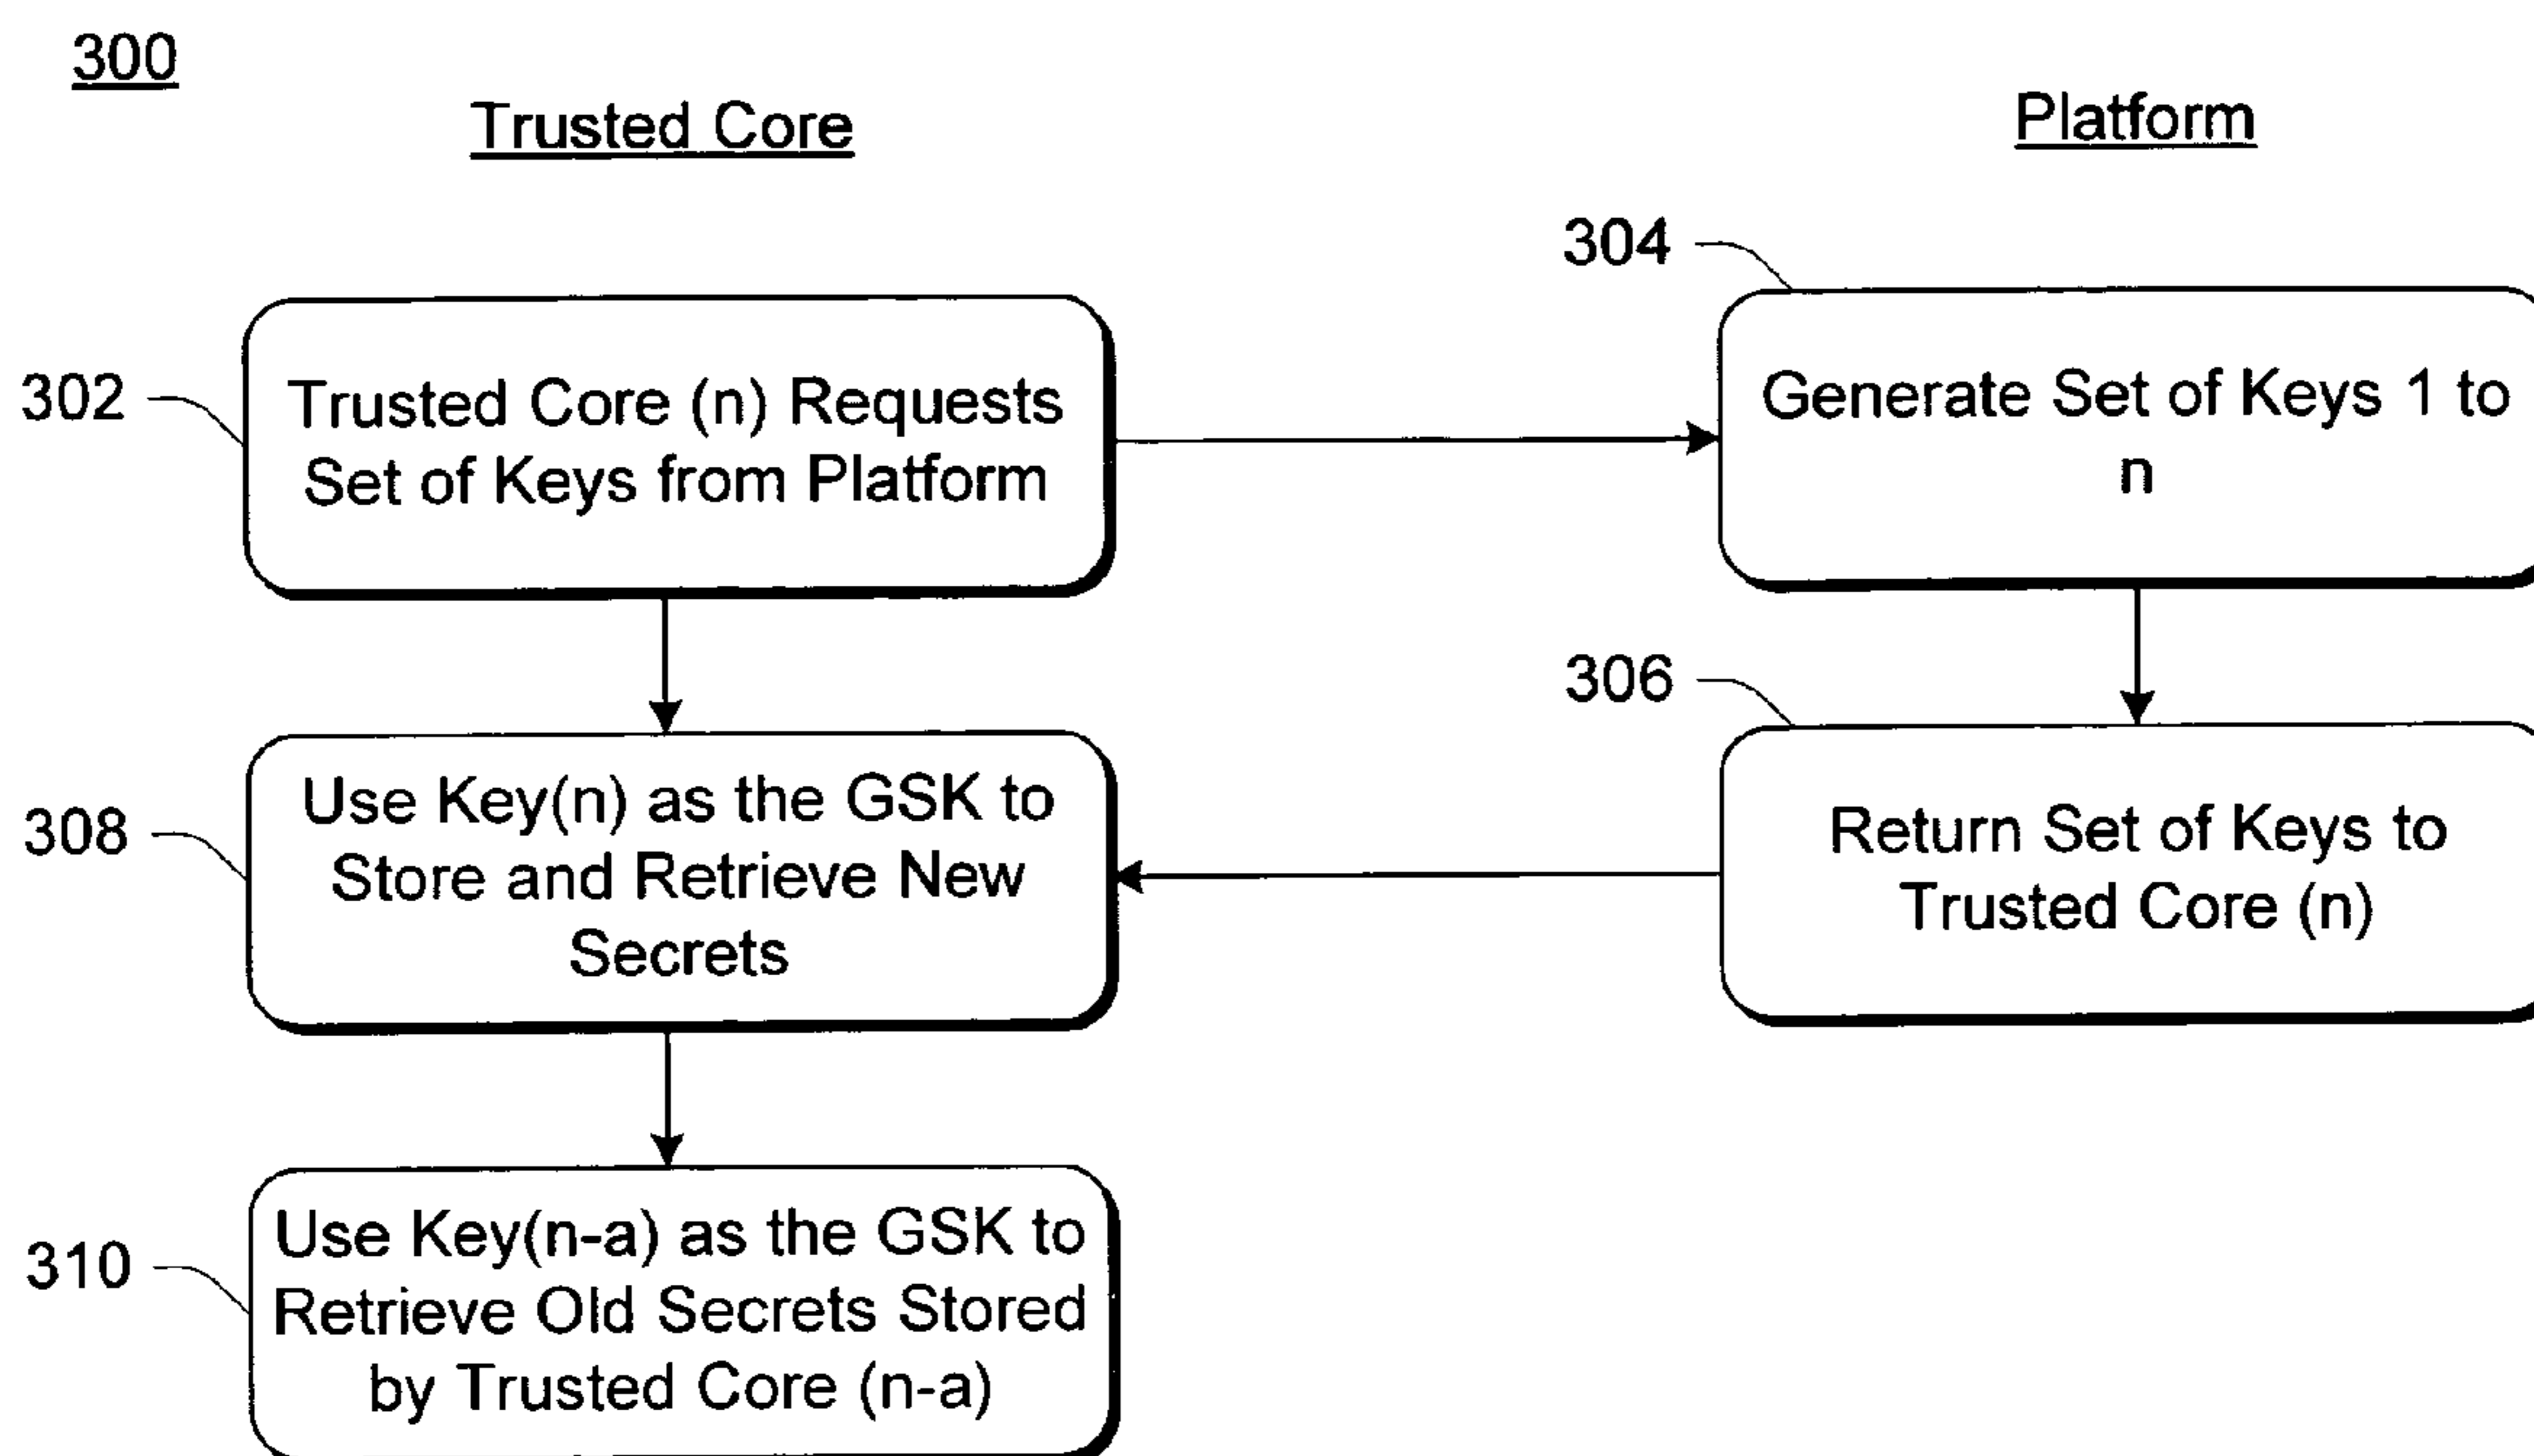 300
Trusted Core
Platform
304
302
Trusted Core (n) Requests
Set of Keys from Platform
Generate Set of Keys 1 to
n
306
308
Use Key(n) as the GSK to
Store and Retrieve New
Secrets
Return Set of Keys to
Trusted Core (n)
310
Use Key(n-a) as the GSK to
Retrieve Old Secrets Stored
by Trusted Core (n-a)